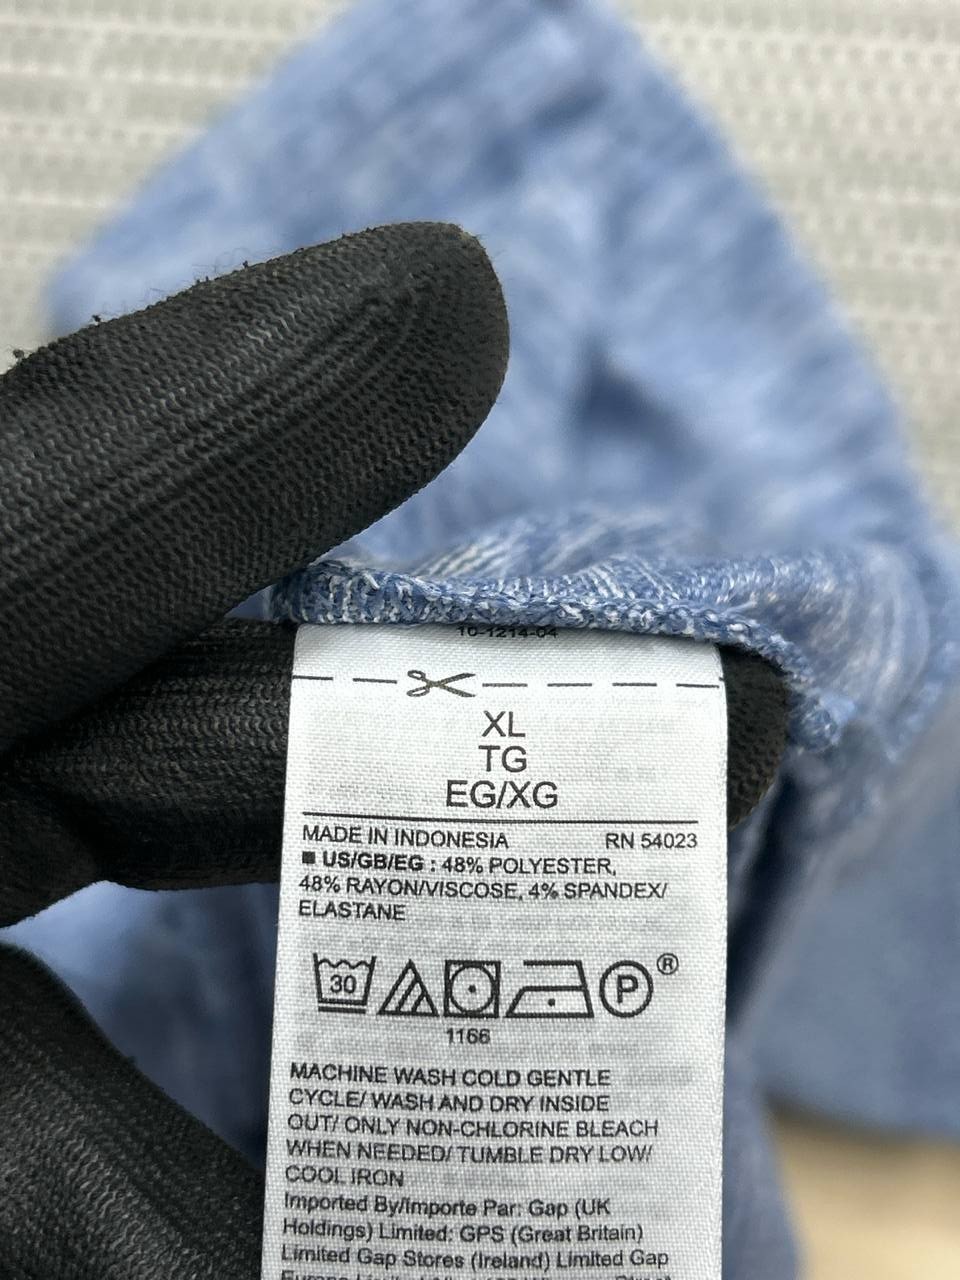 10-1214-04
XL
TG
EG/XG
MADE IN INDONESIA RN 54023
■ US/GB/EG : 48% POLYESTER,
48% RAYON/VISCOSE, 4% SPANDEX/
ELASTANE
30 P ®
1166
MACHINE WASH COLD GENTLE
CYCLE/ WASH AND DRY INSIDE
OUT/ ONLY NON-CHLORINE BLEACH
WHEN NEEDED/ TUMBLE DRY LOW/
COOL IRON
Imported By/Importe Par: Gap (UK
Holdings) Limited: GPS (Great Britain)
Limited Gap Stores (Ireland) Limited Gap